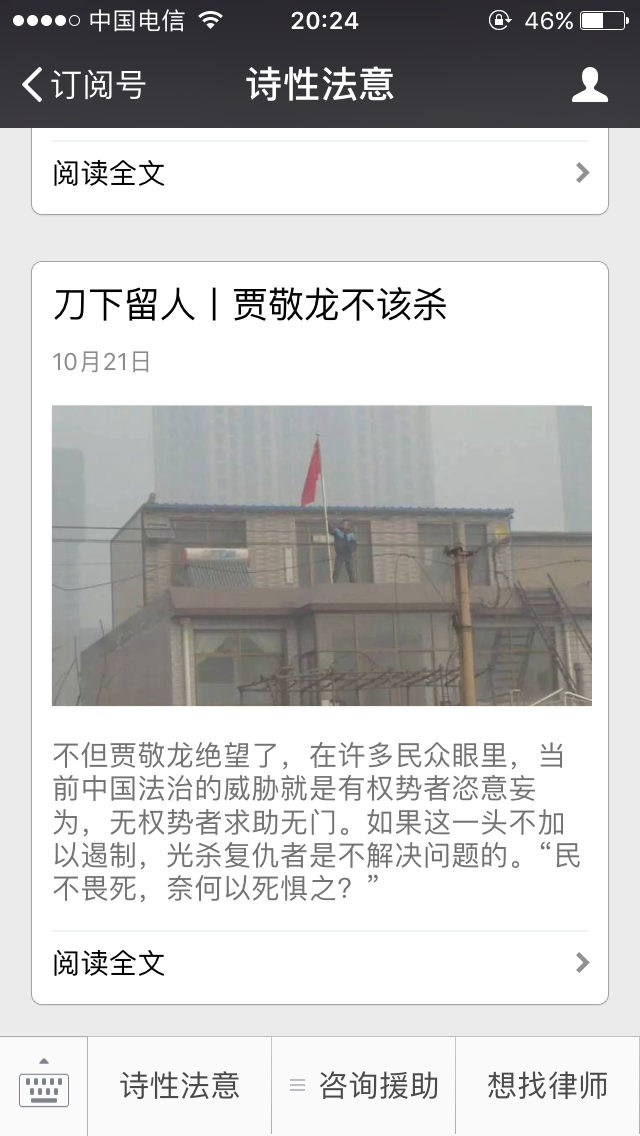 中国电信 20:24 46%
订阅号 诗性法意
阅读全文
刀下留人丨贾敬龙不该杀
10月21日
不但贾敬龙绝望了，在许多民众眼里，当
前中国法治的威胁就是有权势者恣意妄
为，无权势者求助无门。如果这一头不加
以遏制，光杀复仇者是不解决问题的。“民
不畏死，奈何以死惧之？”
阅读全文
诗性法意 咨询援助 想找律师